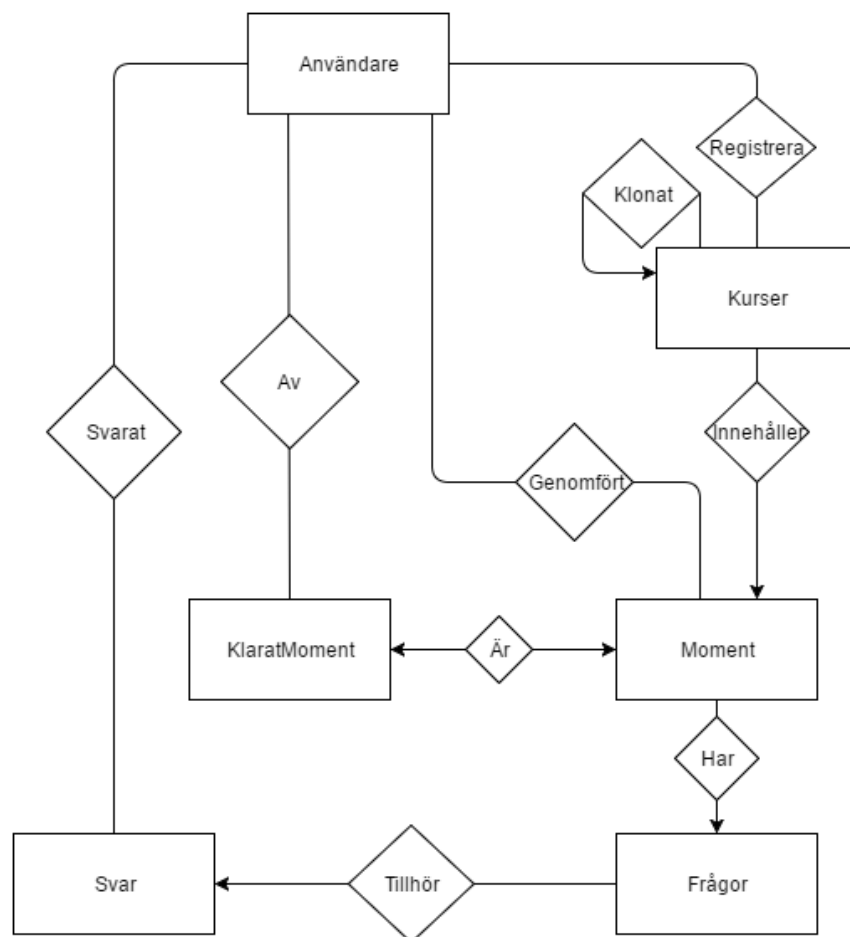 Användare
Registrera
Klonat
Kurser
Av
Svarat
Innehåller
Genomfört
KlaratMoment
Är
Moment
Har
Svar
Tillhör
Frågor